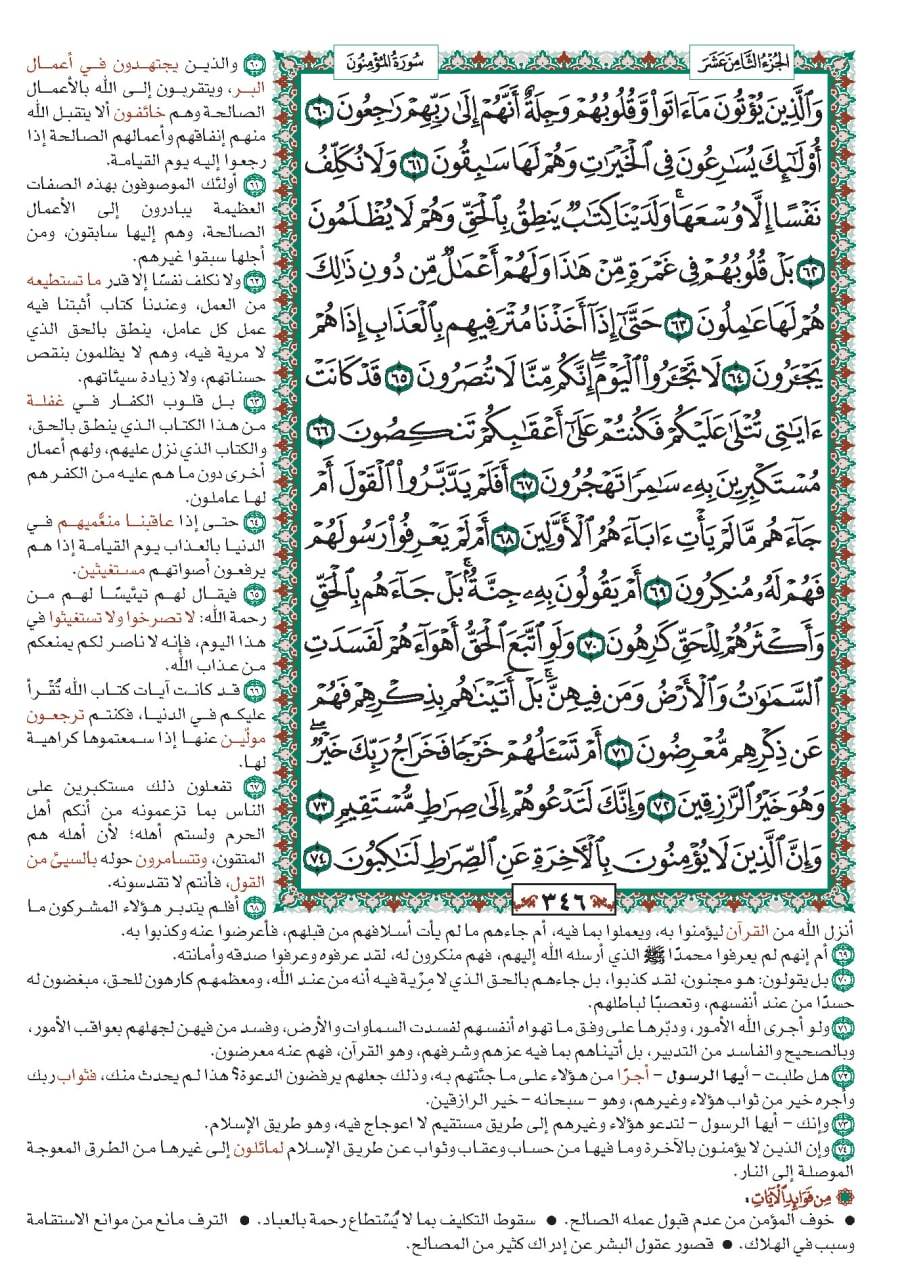 الجزء الثامن عشر
سورة المؤمنون
وَٱلَّذِينَ يُؤۡتُونَ مَآ ءَاتَواْ وَّقُلُوبُهُمۡ وَجِلَةٌ أَنَّهُمۡ إِلَىٰ رَبِّهِمۡ رَٰجِعُونَ ٦٠
أُوْلَٰٓئِكَ يُسَٰرِعُونَ فِي ٱلۡخَيۡرَٰتِ وَهُمۡ لَهَا سَٰبِقُونَ ٦١ وَلَا نُكَلِّفُ
نَفۡسًا إِلَّا وُسۡعَهَاۚ وَلَدَيۡنَا كِتَٰبٞ يَنطِقُ بِٱلۡحَقِّ وَهُمۡ لَا يُظۡلَمُونَ
٦٢ بَلۡ قُلُوبُهُمۡ فِي غَمۡرَةٖ مِّنۡ هَٰذَا وَلَهُمۡ أَعۡمَٰلٞ مِّن دُونِ ذَٰلِكَ
هُمۡ لَهَا عَٰمِلُونَ ٦٣ حَتَّىٰٓ إِذَآ أَخَذۡنَا مُتۡرَفِيهِم بِٱلۡعَذَابِ إِذَا هُمۡ
يَجۡـَٔرُونَ ٦٤ لَا تَجۡـَٔرُواْ ٱلۡيَوۡمَۖ إِنَّكُم مِّنَّا لَا تُنصَرُونَ ٦٥ قَدۡ كَانَتۡ
ءَايَٰتِي تُتۡلَىٰ عَلَيۡكُمۡ فَكُنتُمۡ عَلَىٰٓ أَعۡقَٰبِكُمۡ تَنكِصُونَ ٦٦
مُسۡتَكۡبِرِينَ بِهِۦ سَٰمِرٗا تَهۡجُرُونَ ٦٧ أَفَلَمۡ يَدَّبَّرُواْ ٱلۡقَوۡلَ أَمۡ
جَآءَهُم مَّا لَمۡ يَأۡتِ ءَابَآءَهُمُ ٱلۡأَوَّلِينَ ٦٨ أَمۡ لَمۡ يَعۡرِفُواْ رَسُولَهُمۡ
فَهُمۡ لَهُۥ مُنكِرُونَ ٦٩ أَمۡ يَقُولُونَ بِهِۦ جِنَّةُۢۚ بَلۡ جَآءَهُم بِٱلۡحَقِّ
وَأَكۡثَرُهُمۡ لِلۡحَقِّ كَٰرِهُونَ ٧٠ وَلَوِ ٱتَّبَعَ ٱلۡحَقُّ أَهۡوَآءَهُمۡ لَفَسَدَتِ
ٱلسَّمَٰوَٰتُ وَٱلۡأَرۡضُ وَمَن فِيهِنَّۚ بَلۡ أَتَيۡنَٰهُم بِذِكۡرِهِمۡ فَهُمۡ
عَن ذِكۡرِهِم مُّعۡرِضُونَ ٧١ أَمۡ تَسۡـَٔلُهُمۡ خَرۡجٗا فَخَرَاجُ رَبِّكَ خَيۡرٞۖ
وَهُوَ خَيۡرُ ٱلرَّٰزِقِينَ ٧٢ وَإِنَّكَ لَتَدۡعُوهُمۡ إِلَىٰ صِرَٰطٖ مُّسۡتَقِيمٖ ٧٣
وَإِنَّ ٱلَّذِينَ لَا يُؤۡمِنُونَ بِٱلۡأٓخِرَةِ عَنِ ٱلصِّرَٰطِ لَنَٰكِبُونَ ٧٤
٣٤٦
٦٠ والذين يجتهدون في أعمال
البر، ويتقربون إلى الله بالأعمال
الصالحة وهم خائفون ألا يتقبل الله
منهم إنفاقهم وأعمالهم الصالحة إذا
رجعوا إليه يوم القيامة.
٦١ أولئك الموصوفون بهذه الصفات
العظيمة يبادرون إلى الأعمال
الصالحة، وهم إليها سابقون، ومن
أجلها سبقوا غيرهم.
٦٢ ولا نكلف نفسًا إلا قدر ما تستطيعه
من العمل، وعندنا كتاب أثبتنا فيه
عمل كل عامل، ينطق بالحق الذي
لا مرية فيه، وهم لا يظلمون بنقص
حسناتهم، ولا زيادة سيئاتهم.
٦٣ بل قلوب الكفار في غفلة
من هذا الكتاب الذي ينطق بالحق،
والكتاب الذي نزل عليهم، ولهم أعمال
أخرى دون ما هم عليه من الكفر هم
لها عاملون.
٦٤ حتى إذا عاقبنا منعَّميهم في
الدنيا بالعذاب يوم القيامة إذا هم
يرفعون أصواتهم مستغيثين.
٦٥ فيقال لهم تيئيسًا لهم من
رحمة الله: لا تصرخوا ولا تستغيثوا في
هذا اليوم، فإنه لا ناصر لكم يمنعكم
من عذاب الله.
٦٦ قد كانت آيات كتاب الله تُقْرأ
عليكم في الدنيا، فكنتم ترجعون
مولّين عنها إذا سمعتموها كراهية
لها.
٦٧ تفعلون ذلك مستكبرين على
الناس بما تزعمونه من أنكم أهل
الحرم ولستم أهله؛ لأن أهله هم
المتقون، وتتسامرون حوله بالسيئ من
القول، فأنتم لا تقدسونه.
٦٨ أفلم يتدبر هؤلاء المشركون ما
أنزل الله من القرآن ليؤمنوا به، ويعملوا بما فيه، أم جاءهم ما لم يأت أسلافهم من قبلهم، فأعرضوا عنه وكذبوا به.
٦٩ أم إنهم لم يعرفوا محمدًا ﷺ الذي أرسله الله إليهم، فهم منكرون له، لقد عرفوه وعرفوا صدقه وأمانته.
٧٠ بل يقولون: هو مجنون، لقد كذبوا، بل جاءهم بالحق الذي لا مِرْية فيه أنه من عند الله، ومعظمهم كارهون للحق، مبغضون له
حسدًا من عند أنفسهم، وتعصبًا لباطلهم.
٧١ ولو أجرى الله الأمور، ودبّرها على وفق ما تهواه أنفسهم لفسدت السماوات والأرض، وفسد من فيهن لجهلهم بعواقب الأمور،
وبالصحيح والفاسد من التدبير، بل أتيناهم بما فيه عزهم وشرفهم، وهو القرآن، فهم عنه معرضون.
٧٢ هل طلبت – أيها الرسول – أجرًا من هؤلاء على ما جئتهم به، وذلك جعلهم يرفضون الدعوة؟ هذا لم يحدث منك، فثواب ربك
وأجره خير من ثواب هؤلاء وغيرهم، وهو – سبحانه – خير الرازقين.
٧٣ وإنك – أيها الرسول – لتدعو هؤلاء وغيرهم إلى طريق مستقيم لا اعوجاج فيه، وهو طريق الإسلام.
٧٤ وإن الذين لا يؤمنون بالآخرة وما فيها من حساب وعقاب وثواب عن طريق الإسلام لمائلون إلى غيرها من الطرق المعوجة
الموصلة إلى النار.
من فوائد الآيات:
• خوف المؤمن من عدم قبول عمله الصالح. • سقوط التكليف بما لا يُسْتطاع رحمة بالعباد. • الترف مانع من موانع الاستقامة
وسبب في الهلاك. • قصور عقول البشر عن إدراك كثير من المصالح.